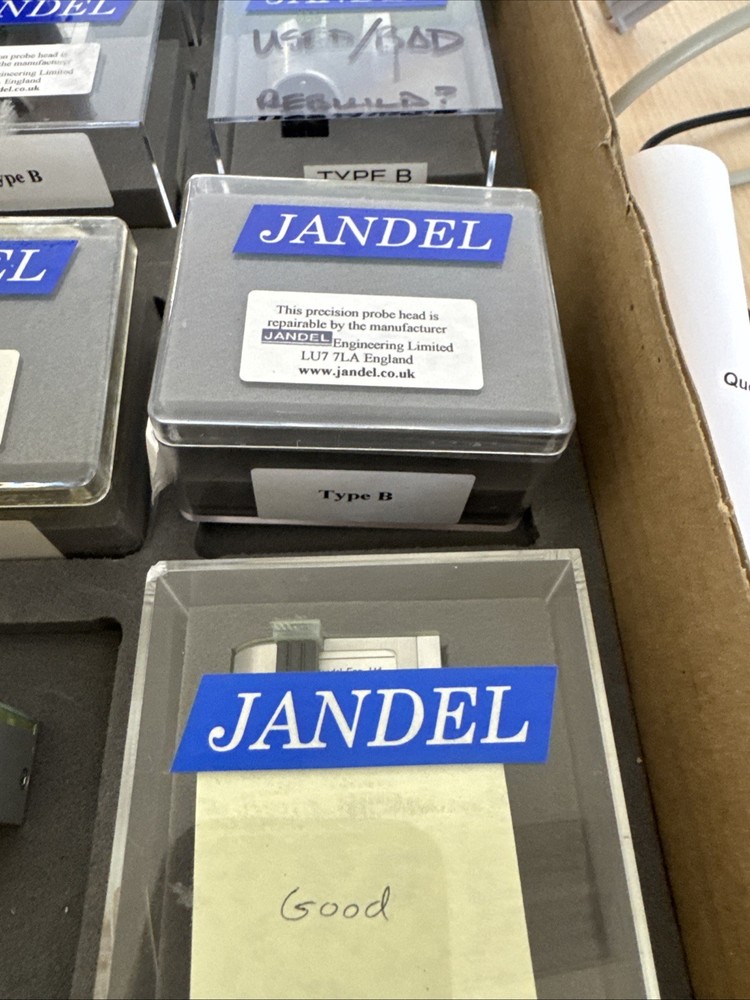 JANDEL
USED/BAD
REBUILD?
TYPE B
ype B
EL
JANDEL
This precision probe head is
repairable by the manufacturer
JANDEL Engineering Limited
LU7 7LA England
www.jandel.co.uk
Type B
JANDEL
Good
Qu